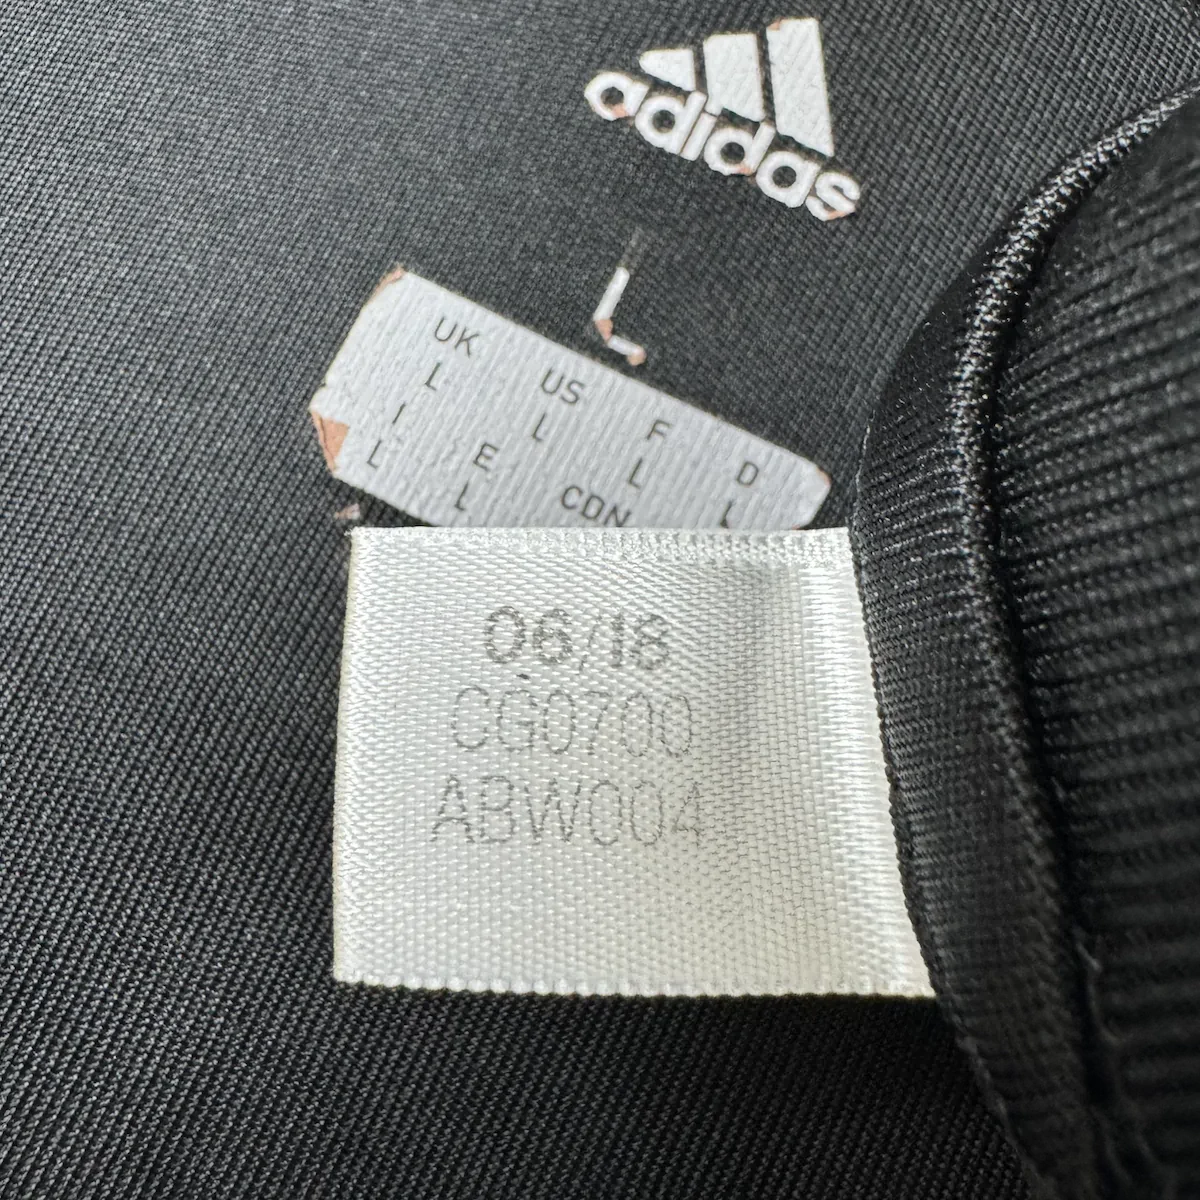 adidas
L
UK US F D
L L L L
I E CDN
L L
06/18
CG0700
ABW004